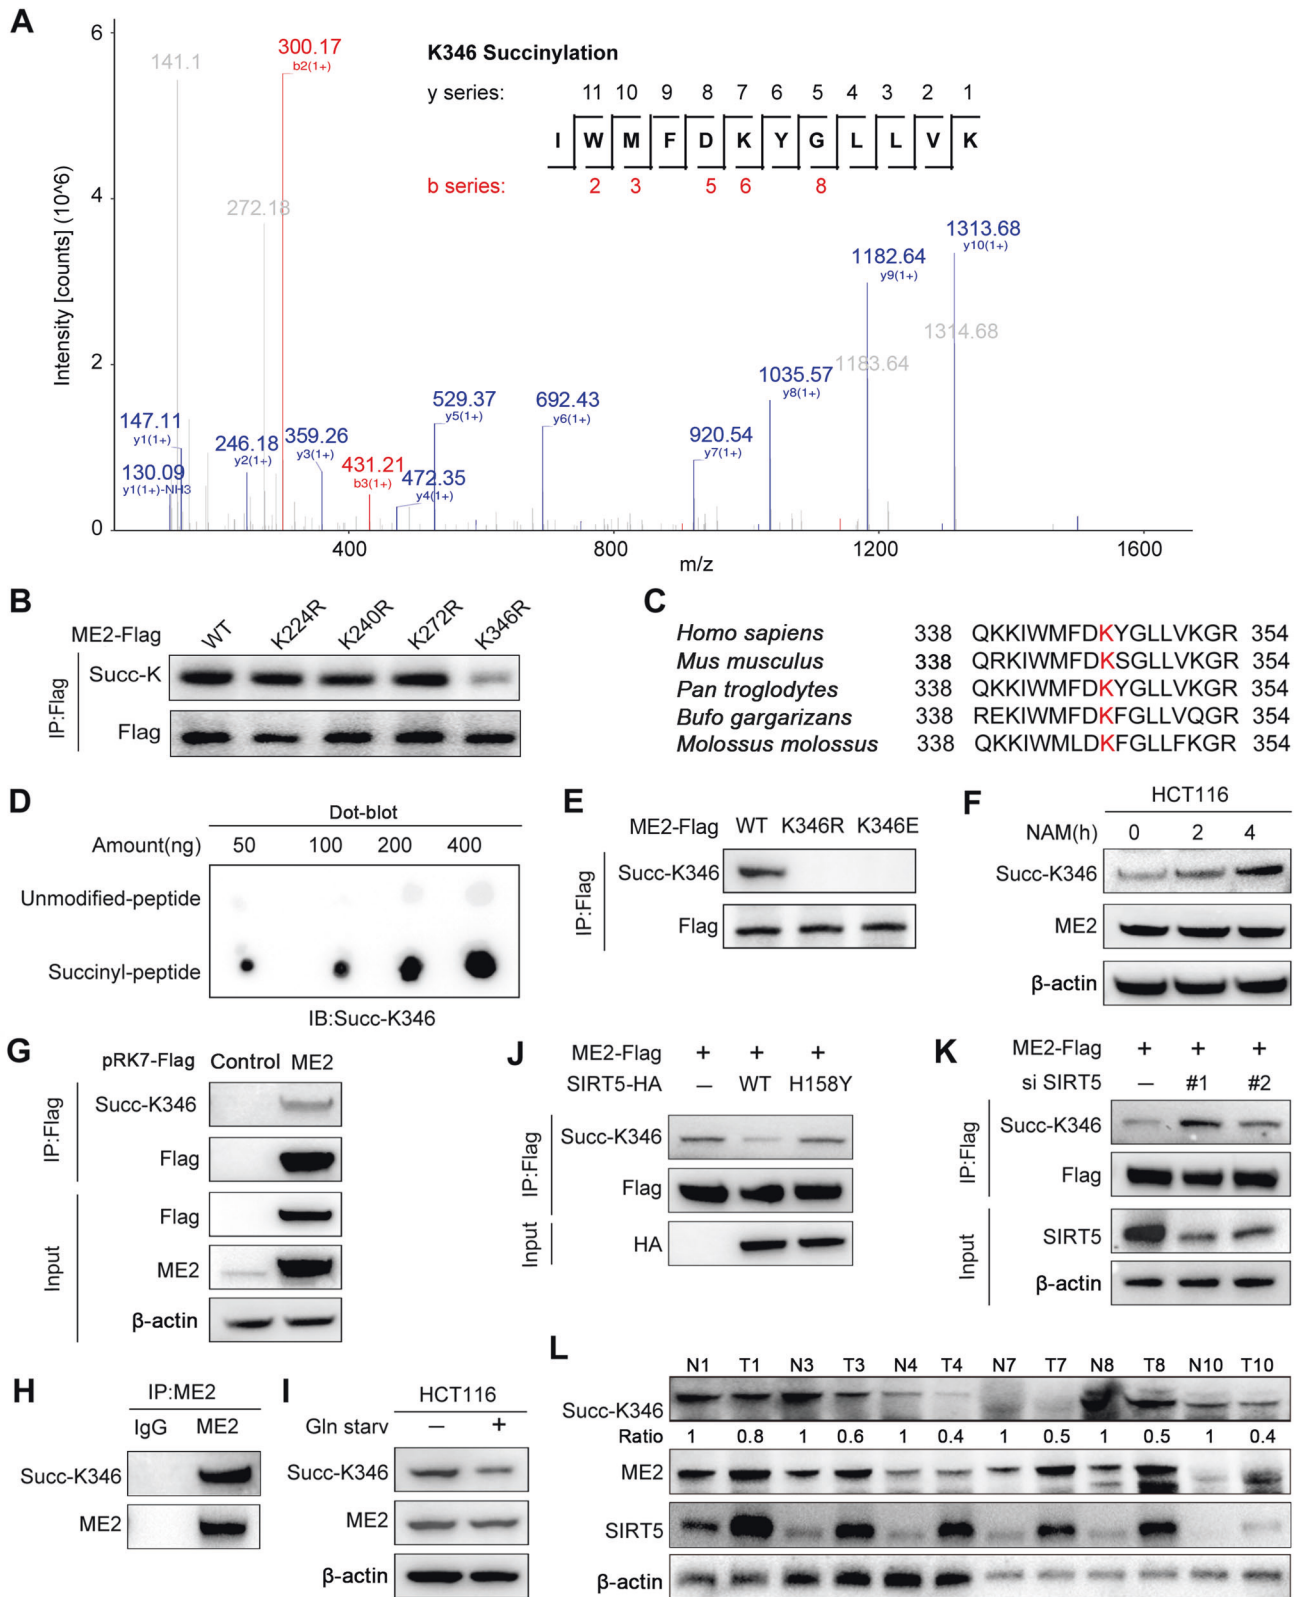 A
6
4
2
0
Intensity [counts] (10^6)
400
800
1200
1600
m/z
141.1
272.18
300.17
b2(1+)
147.11
y1(1+)
130.09
y1(1+)-NH3
246.18
y2(1+)
359.26
y3(1+)
431.21
b3(1+)
472.35
y4(1+)
529.37
y5(1+)
692.43
y6(1+)
920.54
y7(1+)
1035.57
y8(1+)
1182.64
y9(1+)
1183.64
1313.68
y10(1+)
1314.68
K346 Succinylation
y series: 11 10 9 8 7 6 5 4 3 2 1
I W M F D K Y G L L V K
b series: 2 3 5 6 8
B
ME2-Flag WT K224R K240R K272R K346R
IP:Flag
Succ-K
Flag
C
Homo sapiens 338 QKKIWMFDKYGLLVKGR 354
Mus musculus 338 QRKIWMFDKSGLLVKGR 354
Pan troglodytes 338 QKKIWMFDKYGLLVKGR 354
Bufo gargarizans 338 REKIWMFDKFGLLVQGR 354
Molossus molossus 338 QKKIWMLDKFGLLFKGR 354
D
Dot-blot
Amount(ng) 50 100 200 400
Unmodified-peptide
Succinyl-peptide
IB:Succ-K346
E
ME2-Flag WT K346R K346E
IP:Flag
Succ-K346
Flag
F
HCT116
NAM(h) 0 2 4
Succ-K346
ME2
β-actin
G
pRK7-Flag Control ME2
IP:Flag
Succ-K346
Flag
Input
Flag
ME2
β-actin
J
ME2-Flag + + +
SIRT5-HA – WT H158Y
IP:Flag
Succ-K346
Flag
Input
HA
K
ME2-Flag + + +
si SIRT5 – #1 #2
IP:Flag
Succ-K346
Flag
Input
SIRT5
β-actin
H
IP:ME2
IgG ME2
Succ-K346
ME2
I
HCT116
Gln starv – +
Succ-K346
ME2
β-actin
L
N1 T1 N3 T3 N4 T4 N7 T7 N8 T8 N10 T10
Succ-K346
Ratio 1 0.8 1 0.6 1 0.4 1 0.5 1 0.5 1 0.4
ME2
SIRT5
β-actin